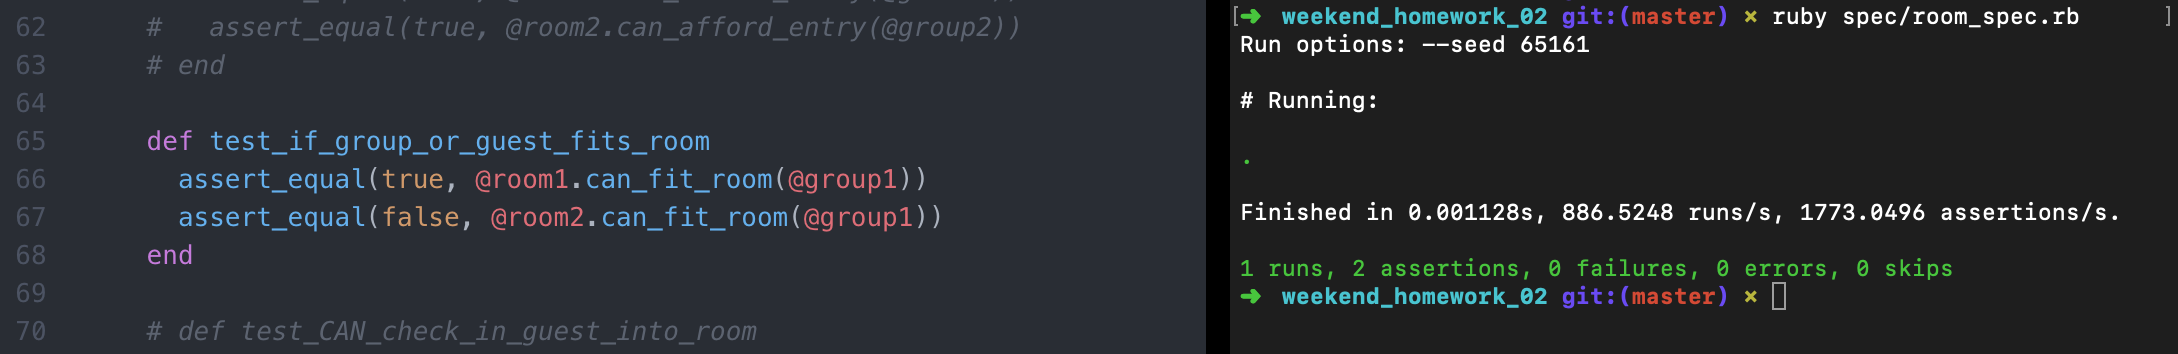 62 #   assert_equal(true, @room2.can_afford_entry(@group2))
63 # end
64
65 def test_if_group_or_guest_fits_room
66   assert_equal(true, @room1.can_fit_room(@group1))
67   assert_equal(false, @room2.can_fit_room(@group1))
68 end
69
70 # def test_CAN_check_in_guest_into_room
[➜ weekend_homework_02 git:(master) × ruby spec/room_spec.rb ]
Run options: --seed 65161
# Running:
.
Finished in 0.001128s, 886.5248 runs/s, 1773.0496 assertions/s.
1 runs, 2 assertions, 0 failures, 0 errors, 0 skips
➜ weekend_homework_02 git:(master) ×